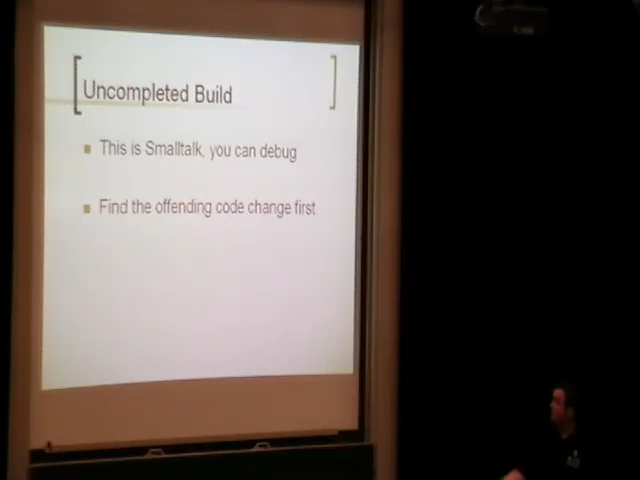 Uncompleted Build
This is Smalltalk, you can debug
Find the offending code change first